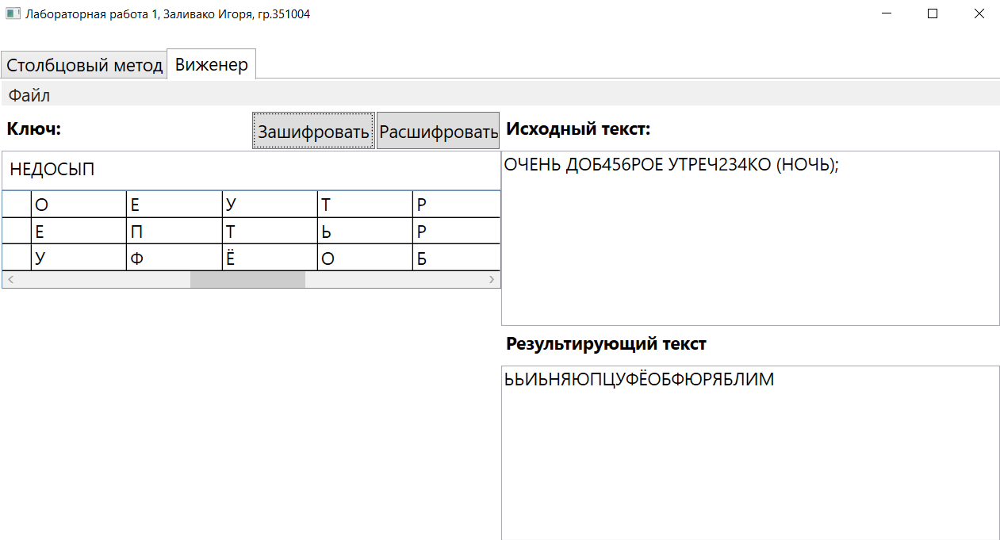 Лабораторная работа 1, Заливако Игоря, гр.351004
Столбцовый метод Виженер
Файл
Ключ: Зашифровать Расшифровать
НЕДОСЫП
О Е У Т Р
Е П Т Ь Р
У Ф Ё О Б
Исходный текст:
ОЧЕНЬ ДОБ456РОЕ УТРЕЧ234КО (НОЧЬ);
Результирующий текст
ЬЬИЬНЯЮПЦУФЁОБФЮРЯБЛИМ